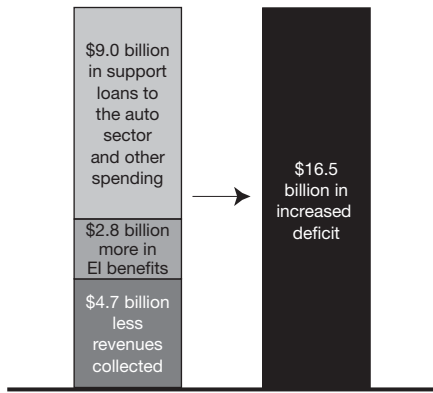 $9.0 billion
in support
loans to
the auto
sector
and other
spending
$2.8 billion
more in
EI benefits
$4.7 billion
less
revenues
collected
$16.5
billion in
increased
deficit